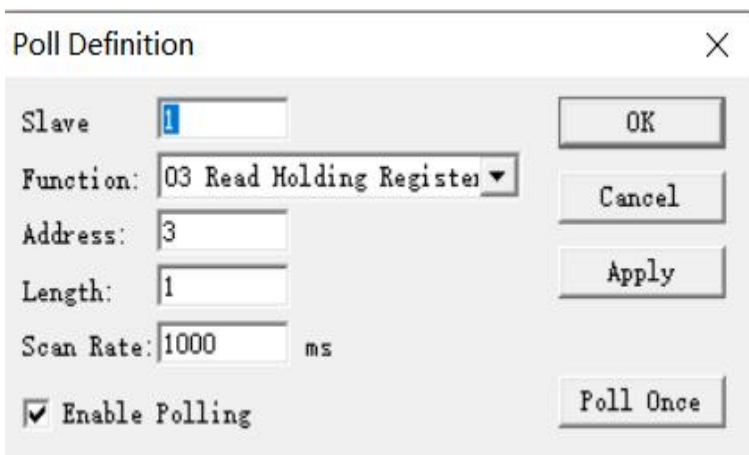 Poll Definition
Slave 1
OK
Function: 03 Read Holding Register
Cancel
Address: 3
Length: 1
Apply
Scan Rate: 1000 ms
Enable Polling
Poll Once